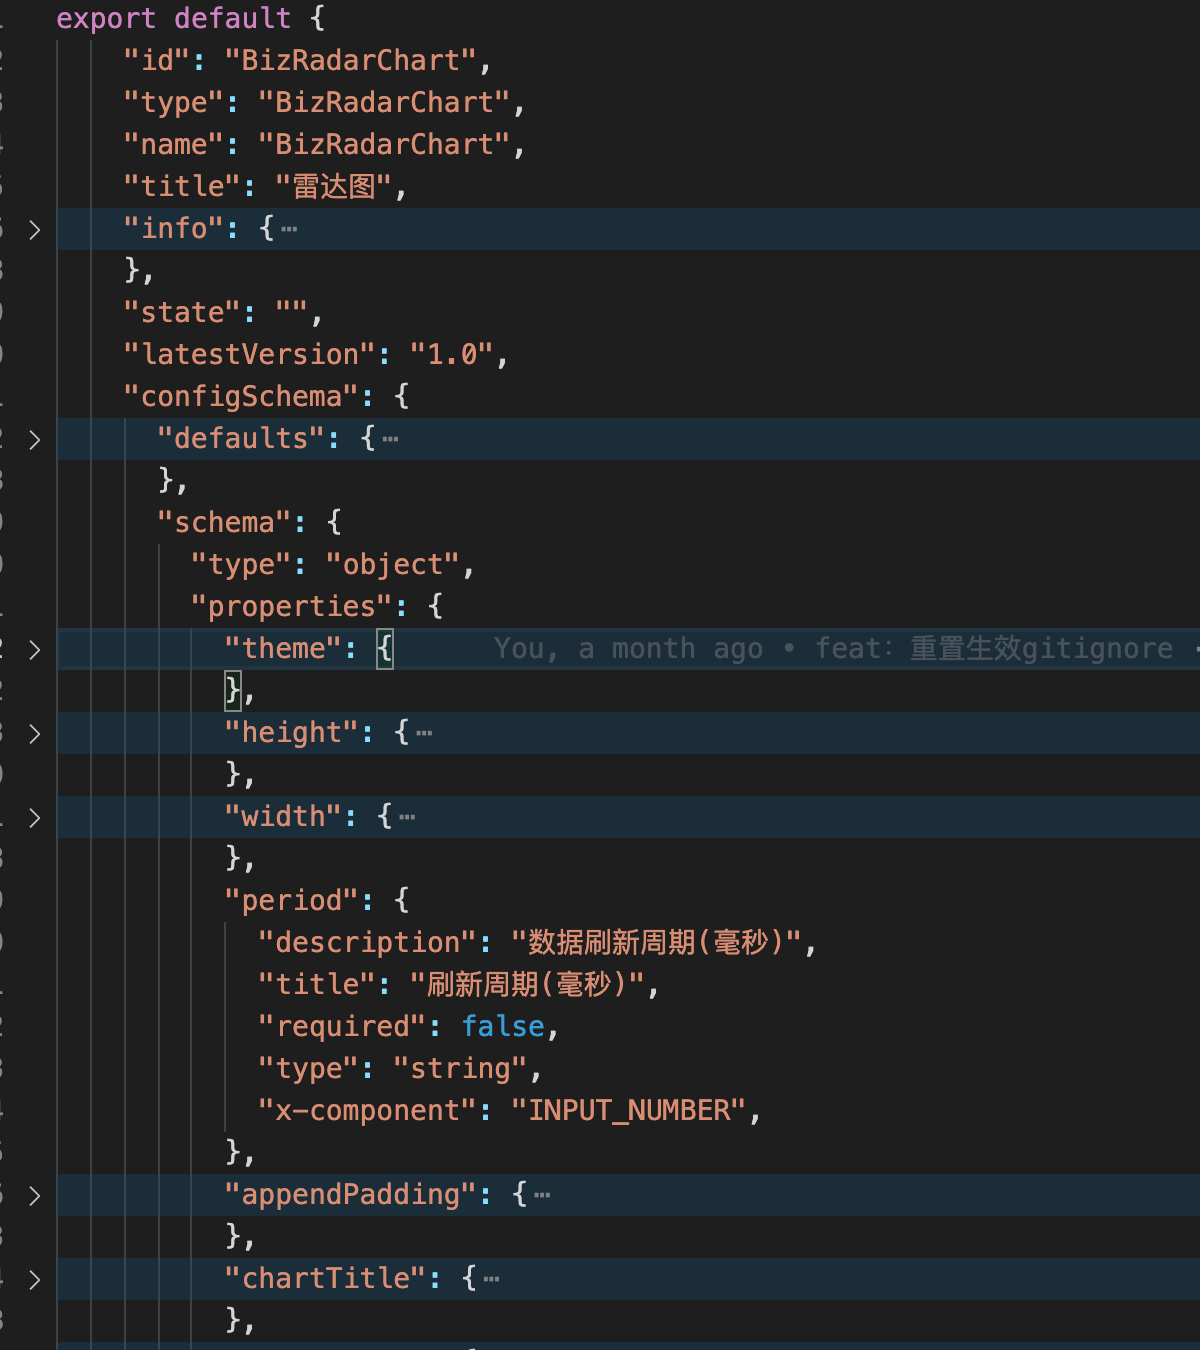 export default {
"id": "BizRadarChart",
"type": "BizRadarChart",
"name": "BizRadarChart",
"title": "雷达图",
"info": {⋯
},
"state": "",
"latestVersion": "1.0",
"configSchema": {
"defaults": {⋯
},
"schema": {
"type": "object",
"properties": {
"theme": { You, a month ago • feat: 重置生效gitignore
},
"height": {⋯
},
"width": {⋯
},
"period": {
"description": "数据刷新周期(毫秒)",
"title": "刷新周期(毫秒)",
"required": false,
"type": "string",
"x-component": "INPUT_NUMBER",
},
"appendPadding": {⋯
},
"chartTitle": {⋯
},